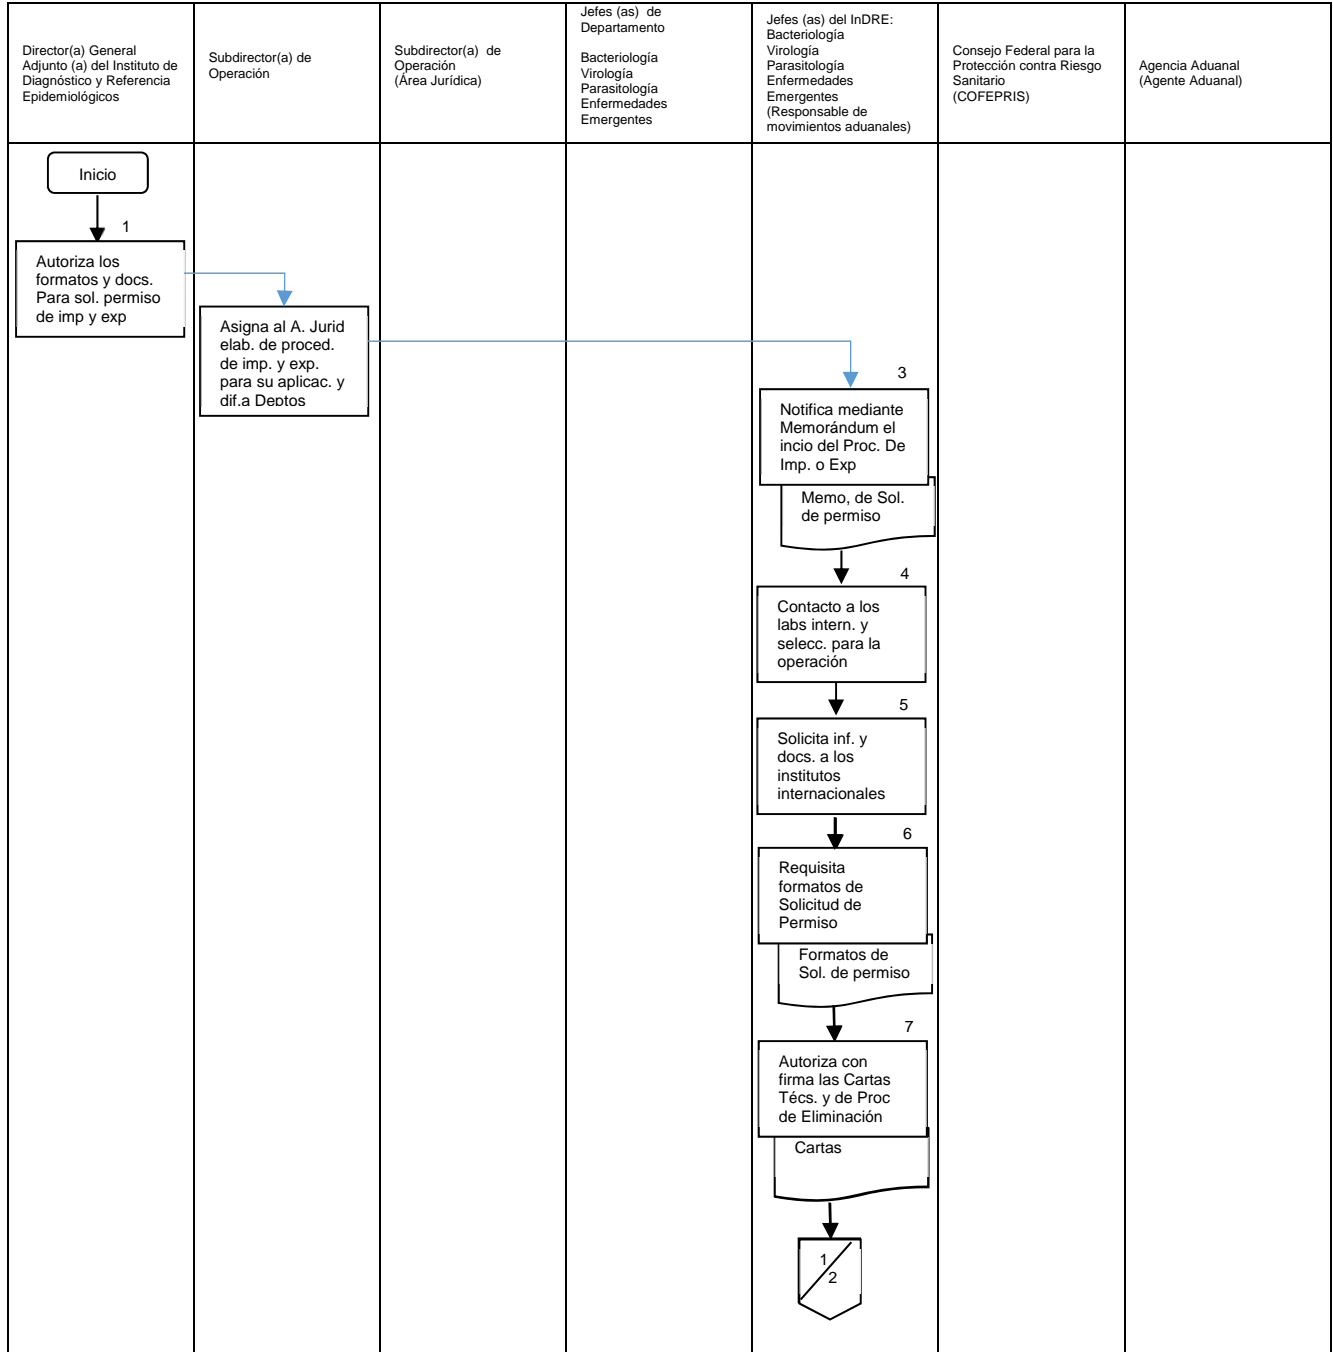 Director(a) General
Adjunto (a) del Instituto de
Diagnóstico y Referencia
Epidemiológicos
Subdirector(a) de
Operación
Subdirector(a) de
Operación
(Área Jurídica)
Jefes (as) de
Departamento
Bacteriología
Virología
Parasitología
Enfermedades
Emergentes
Jefes (as) del InDRE:
Bacteriología
Virología
Parasitología
Enfermedades
Emergentes
(Responsable de
movimientos aduanales)
Consejo Federal para la
Protección contra Riesgo
Sanitario
(COFEPRIS)
Agencia Aduanal
(Agente Aduanal)
Inicio
1
Autoriza los
formatos y docs.
Para sol. permiso
de imp y exp
Asigna al A. Jurid
elab. de proced.
de imp. y exp.
para su aplicac. y
dif.a Deptos
3
Notifica mediante
Memorándum el
incio del Proc. De
Imp. o Exp
Memo, de Sol.
de permiso
4
Contacto a los
labs intern. y
selecc. para la
operación
5
Solicita inf. y
docs. a los
institutos
internacionales
6
Requisita
formatos de
Solicitud de
Permiso
Formatos de
Sol. de permiso
7
Autoriza con
firma las Cartas
Técs. y de Proc
de Eliminación
Cartas
1
2